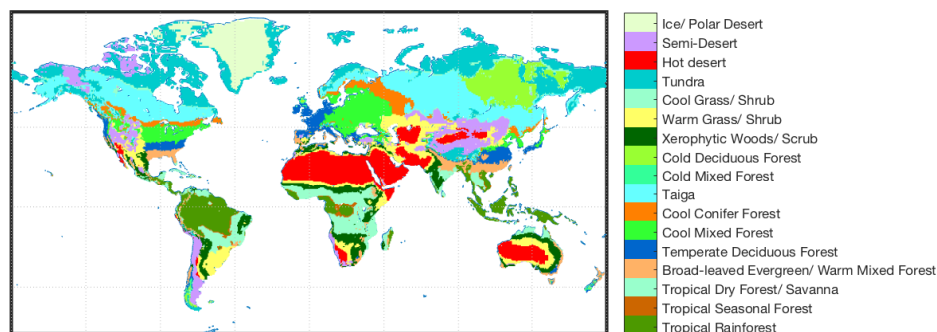 Ice/ Polar Desert
Semi-Desert
Hot desert
Tundra
Cool Grass/ Shrub
Warm Grass/ Shrub
Xerophytic Woods/ Scrub
Cold Deciduous Forest
Cold Mixed Forest
Taiga
Cool Conifer Forest
Cool Mixed Forest
Temperate Deciduous Forest
Broad-leaved Evergreen/ Warm Mixed Forest
Tropical Dry Forest/ Savanna
Tropical Seasonal Forest
Tropical Rainforest